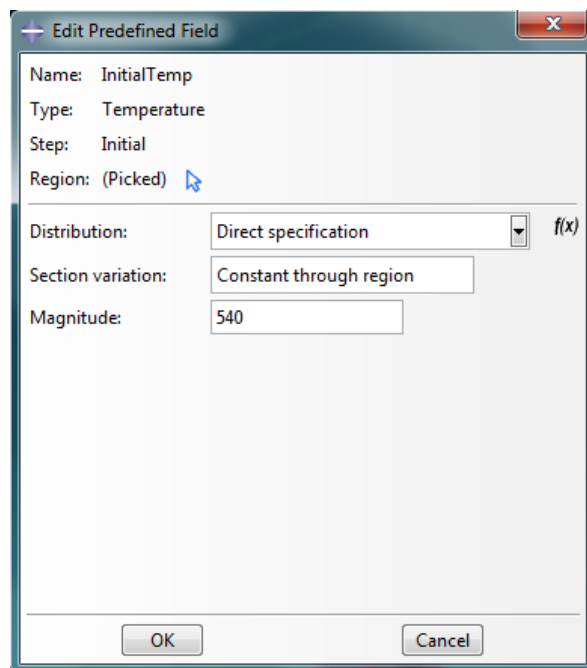 Edit Predefined Field
Name: InitialTemp
Type: Temperature
Step: Initial
Region: (Picked)
Distribution: Direct specification f(x)
Section variation: Constant through region
Magnitude: 540
OK Cancel